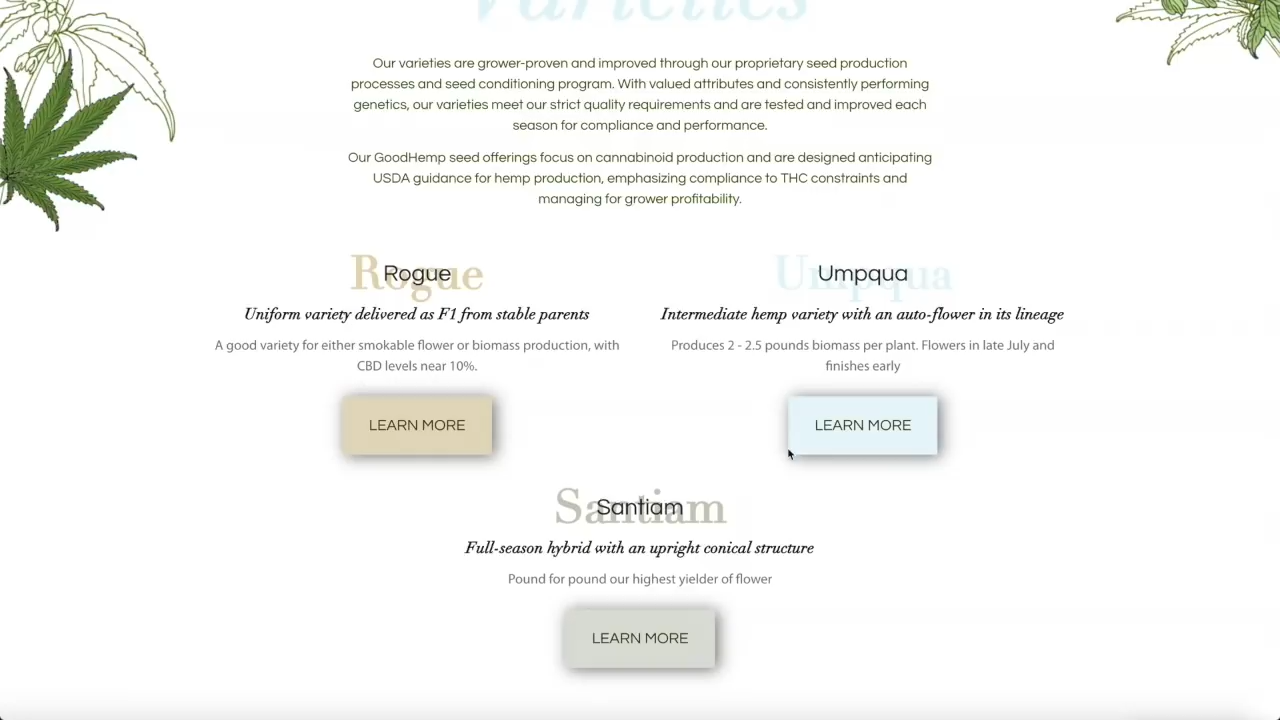 Varieties
Our varieties are grower-proven and improved through our proprietary seed production
processes and seed conditioning program. With valued attributes and consistently performing
genetics, our varieties meet our strict quality requirements and are tested and improved each
season for compliance and performance.
Our GoodHemp seed offerings focus on cannabinoid production and are designed anticipating
USDA guidance for hemp production, emphasizing compliance to THC constraints and
managing for grower profitability.
Rogue
Rogue
Uniform variety delivered as F1 from stable parents
A good variety for either smokable flower or biomass production, with
CBD levels near 10%.
LEARN MORE
Umpqua
Umpqua
Intermediate hemp variety with an auto-flower in its lineage
Produces 2 - 2.5 pounds biomass per plant. Flowers in late July and
finishes early
LEARN MORE
Santiam
Santiam
Full-season hybrid with an upright conical structure
Pound for pound our highest yielder of flower
LEARN MORE